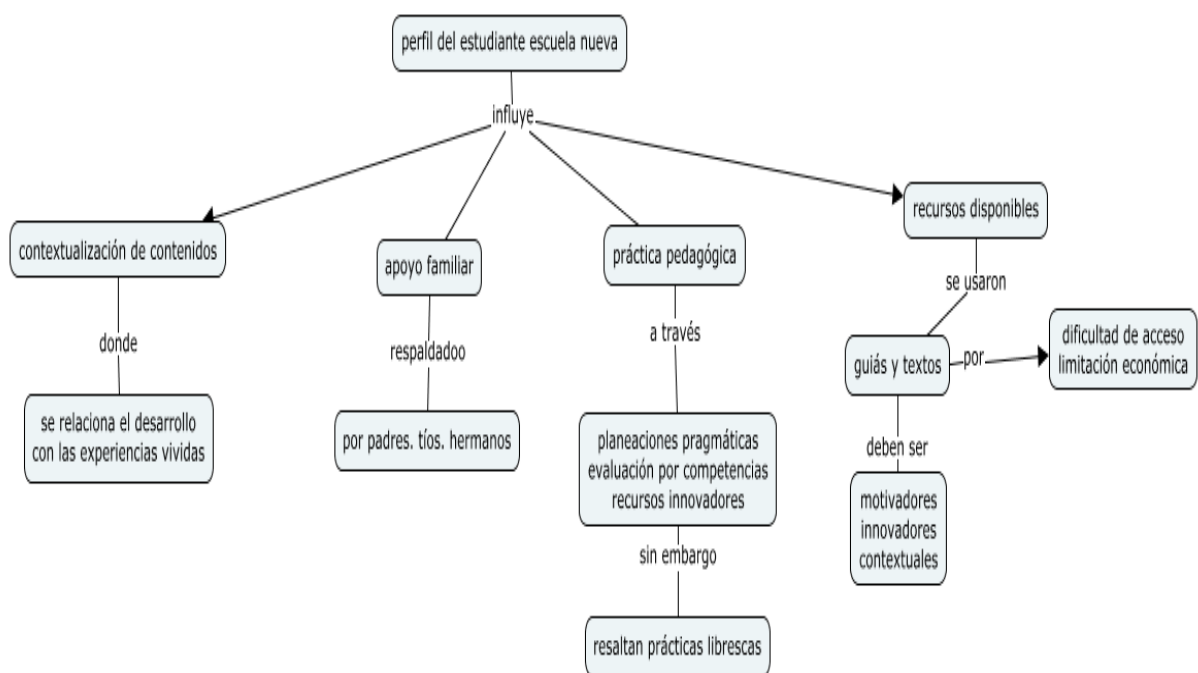 perfil del estudiante escuela nueva
influye
contextualización de contenidos
donde
se relaciona el desarrollo
con las experiencias vividas
apoyo familiar
respaldadoo
por padres. tíos. hermanos
práctica pedagógica
a través
planeaciones pragmáticas
evaluación por competencias
recursos innovadores
sin embargo
resaltan prácticas librescas
recursos disponibles
se usaron
guiás y textos
por
dificultad de acceso
limitación económica
deben ser
motivadores
innovadores
contextuales